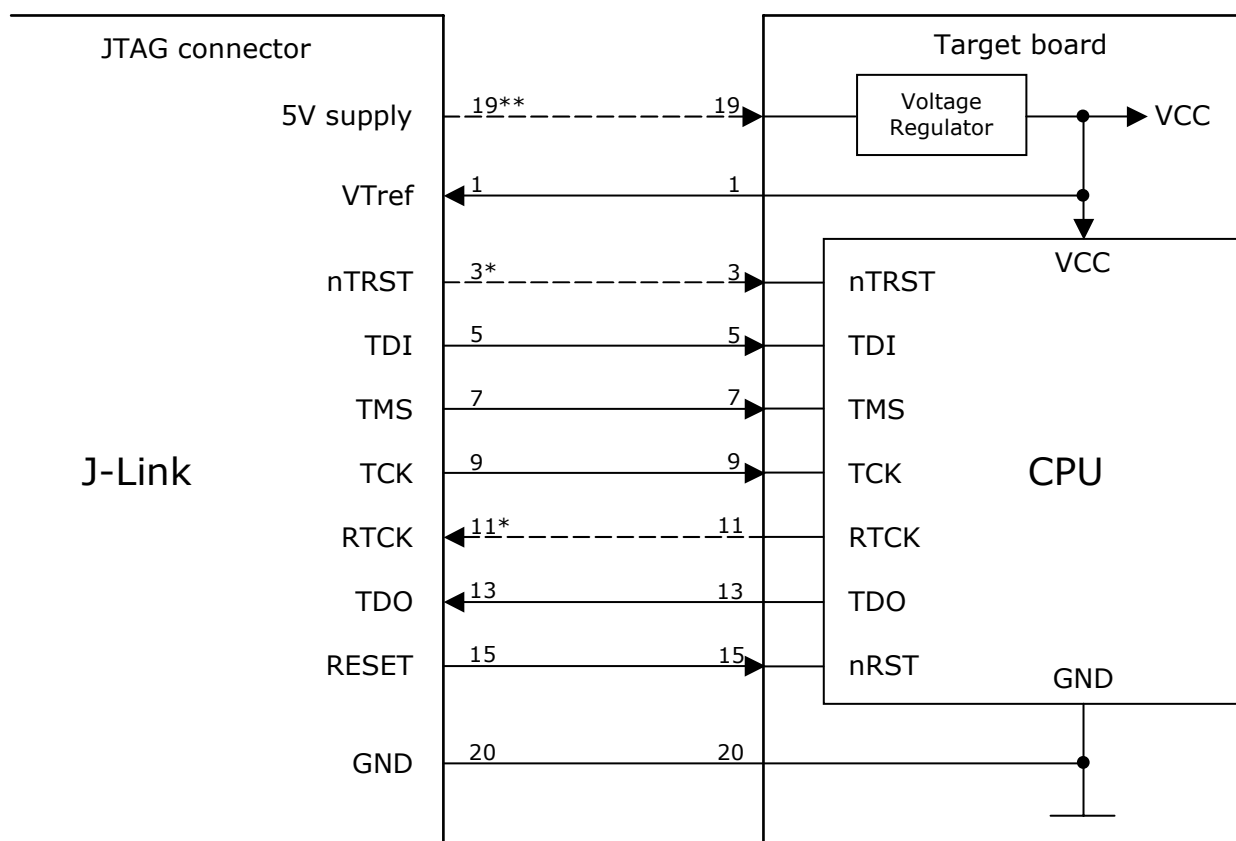 JTAG connector
Target board
5V supply 19** 19 Voltage Regulator VCC
VTref 1 1
VCC
nTRST 3* 3 nTRST
TDI 5 5 TDI
TMS 7 7 TMS
J-Link TCK 9 9 TCK CPU
RTCK 11* 11 RTCK
TDO 13 13 TDO
RESET 15 15 nRST
GND
GND 20 20